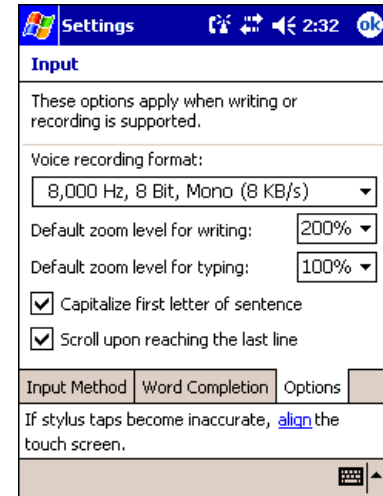 Settings 2:32 ok
Input
These options apply when writing or
recording is supported.
Voice recording format:
8,000 Hz, 8 Bit, Mono (8 KB/s)
Default zoom level for writing: 200%
Default zoom level for typing: 100%
Capitalize first letter of sentence
Scroll upon reaching the last line
Input Method Word Completion Options
If stylus taps become inaccurate, align the
touch screen.